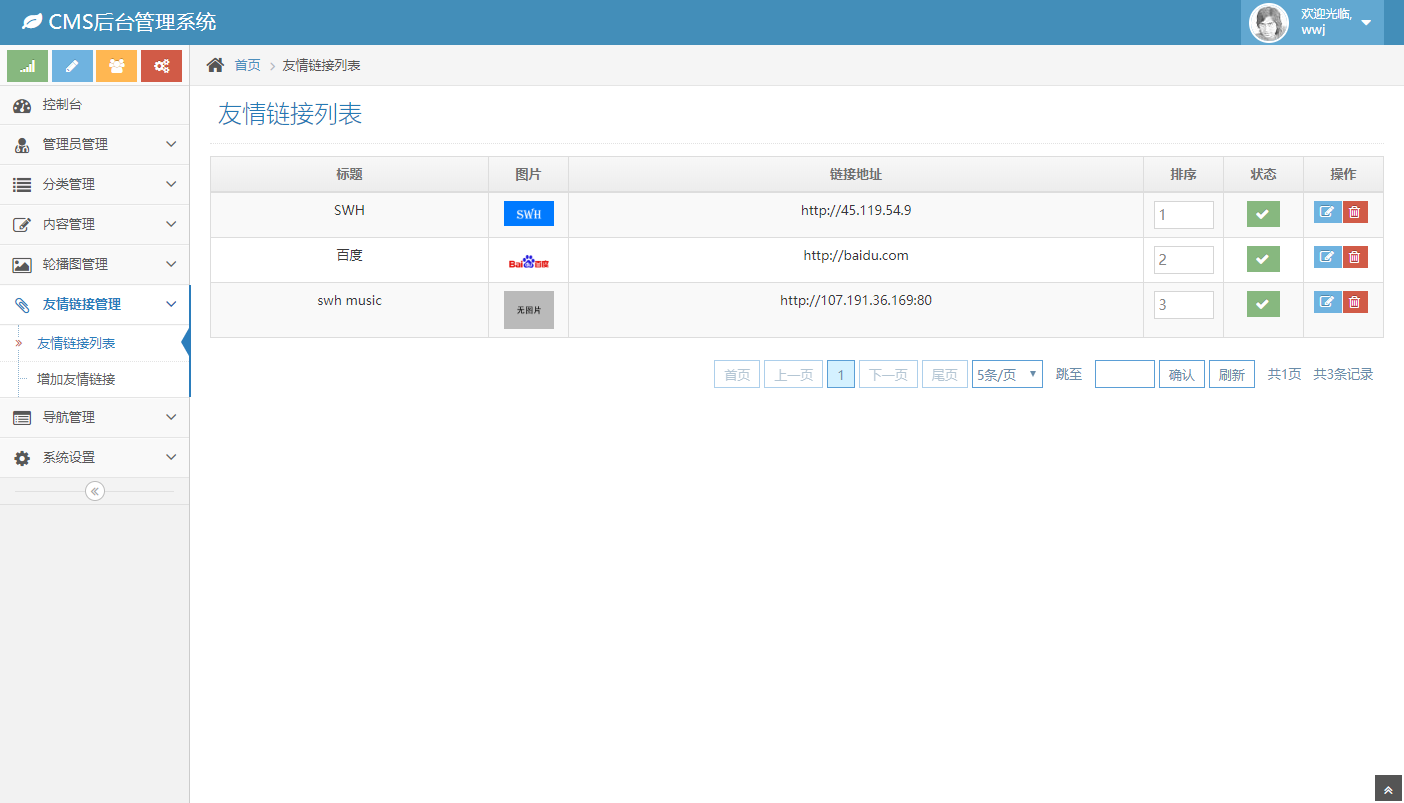 CMS后台管理系统
欢迎光临,
wwj
首页
友情链接列表
控制台
管理员管理
分类管理
内容管理
轮播图管理
友情链接管理
友情链接列表
增加友情链接
导航管理
系统设置
友情链接列表
标题 图片 链接地址 排序 状态 操作
SWH SWH http://45.119.54.9 1
百度 Bai百度 http://baidu.com 2
swh music 无图片 http://107.191.36.169:80 3
首页 上一页 1 下一页 尾页 5条/页 跳至 确认 刷新 共1页 共3条记录